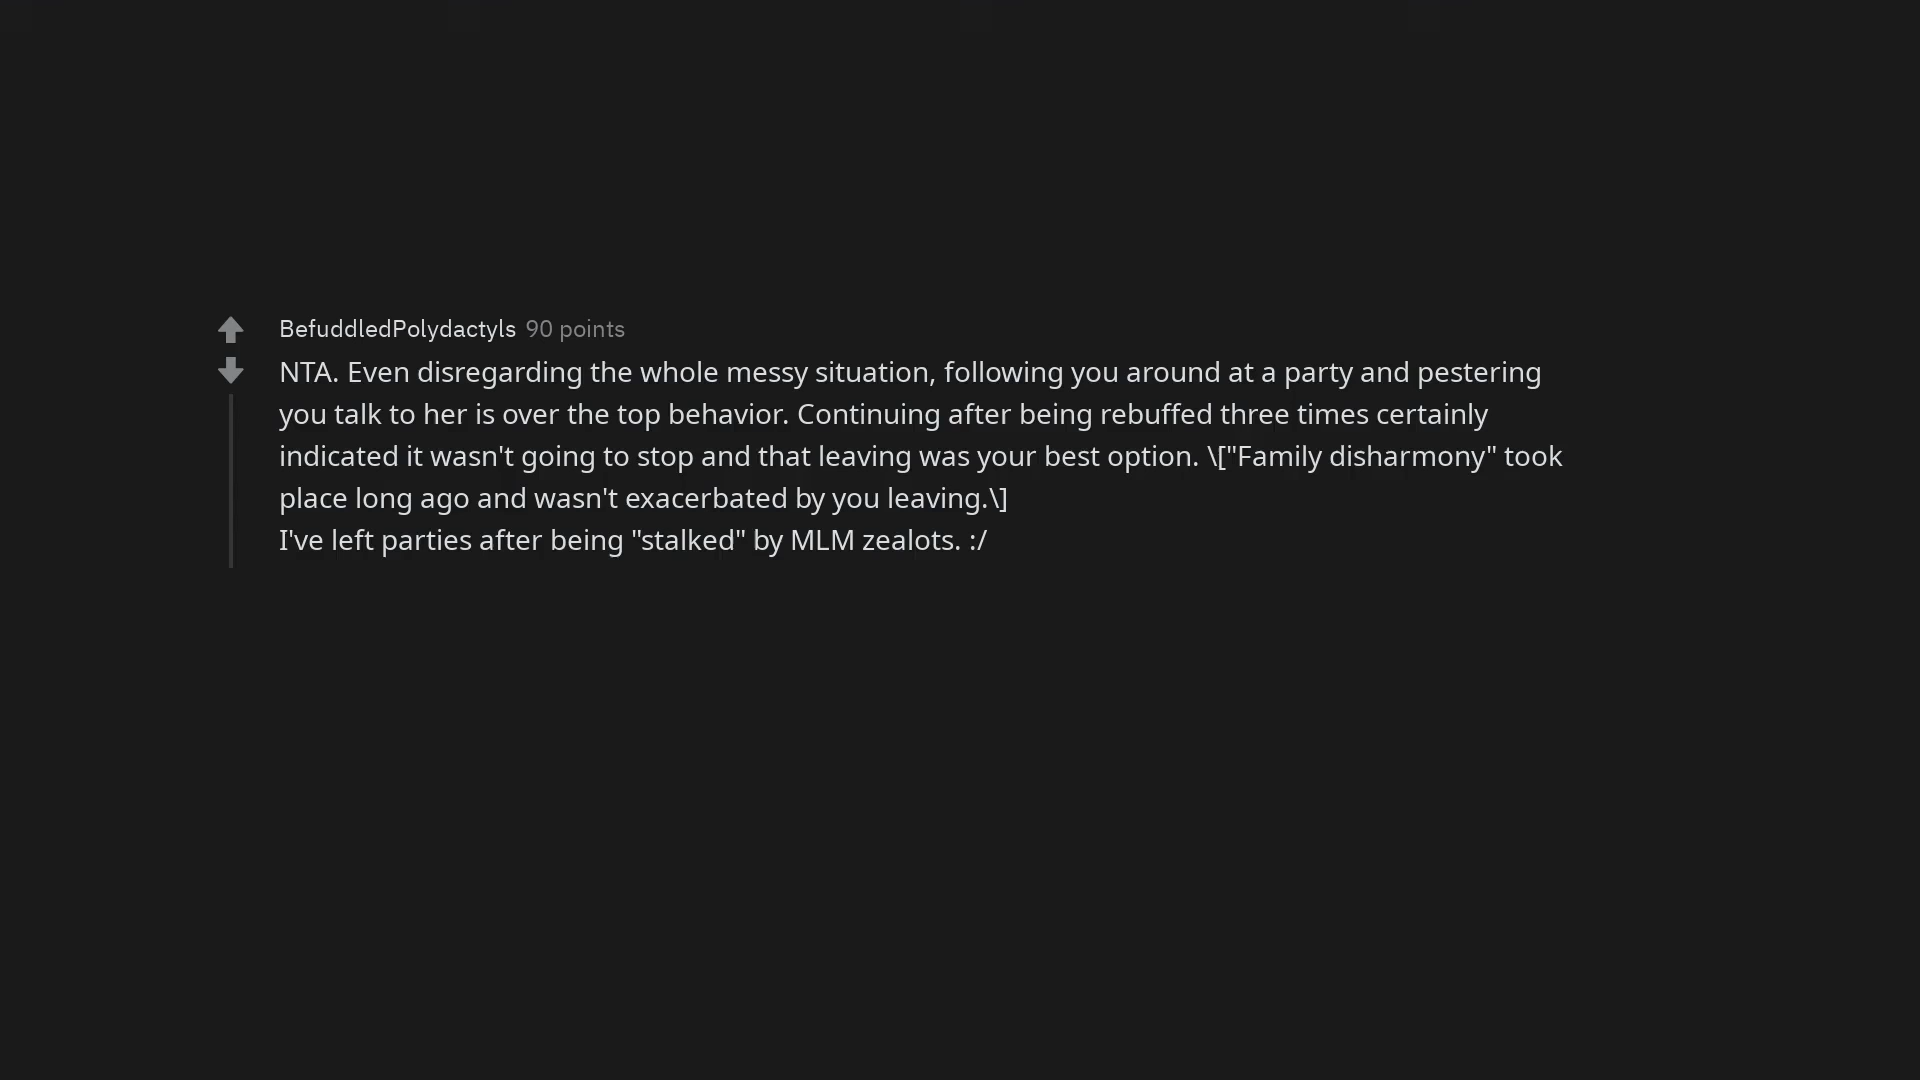 BefuddledPolydactyls 90 points
NTA. Even disregarding the whole messy situation, following you around at a party and pestering
you talk to her is over the top behavior. Continuing after being rebuffed three times certainly
indicated it wasn't going to stop and that leaving was your best option. \["Family disharmony" took
place long ago and wasn't exacerbated by you leaving.\]
I've left parties after being "stalked" by MLM zealots. :/